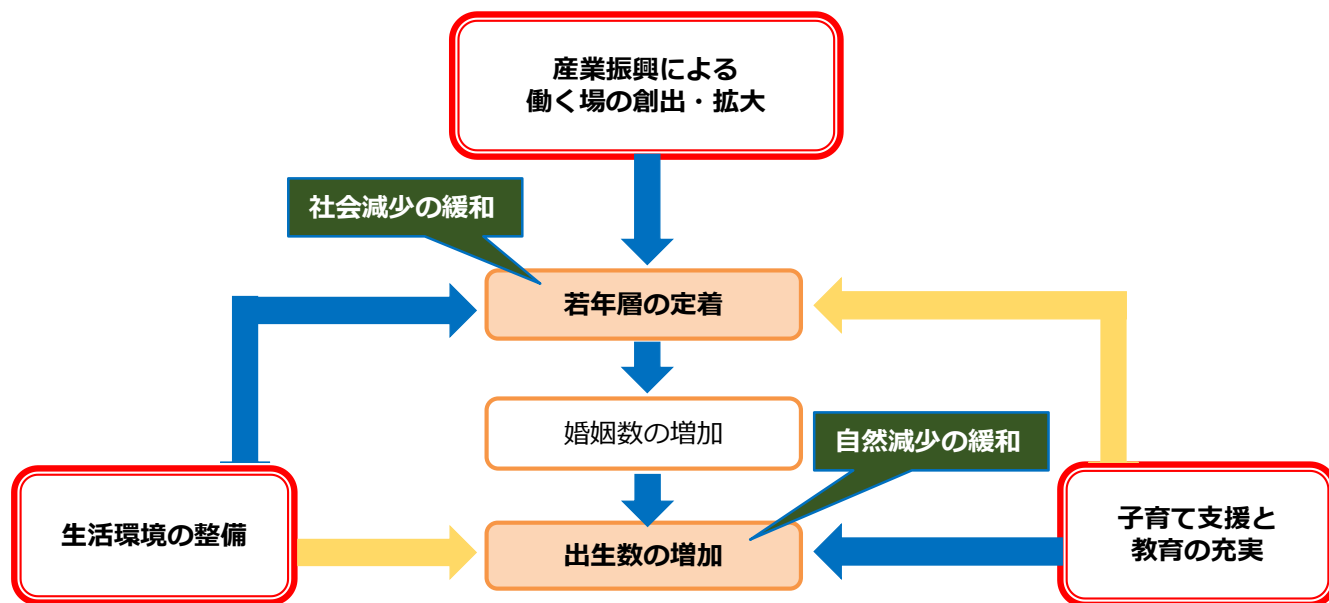 産業振興による
働く場の創出・拡大
社会減少の緩和
若年層の定着
婚姻数の増加
自然減少の緩和
生活環境の整備
出生数の増加
子育て支援と
教育の充実